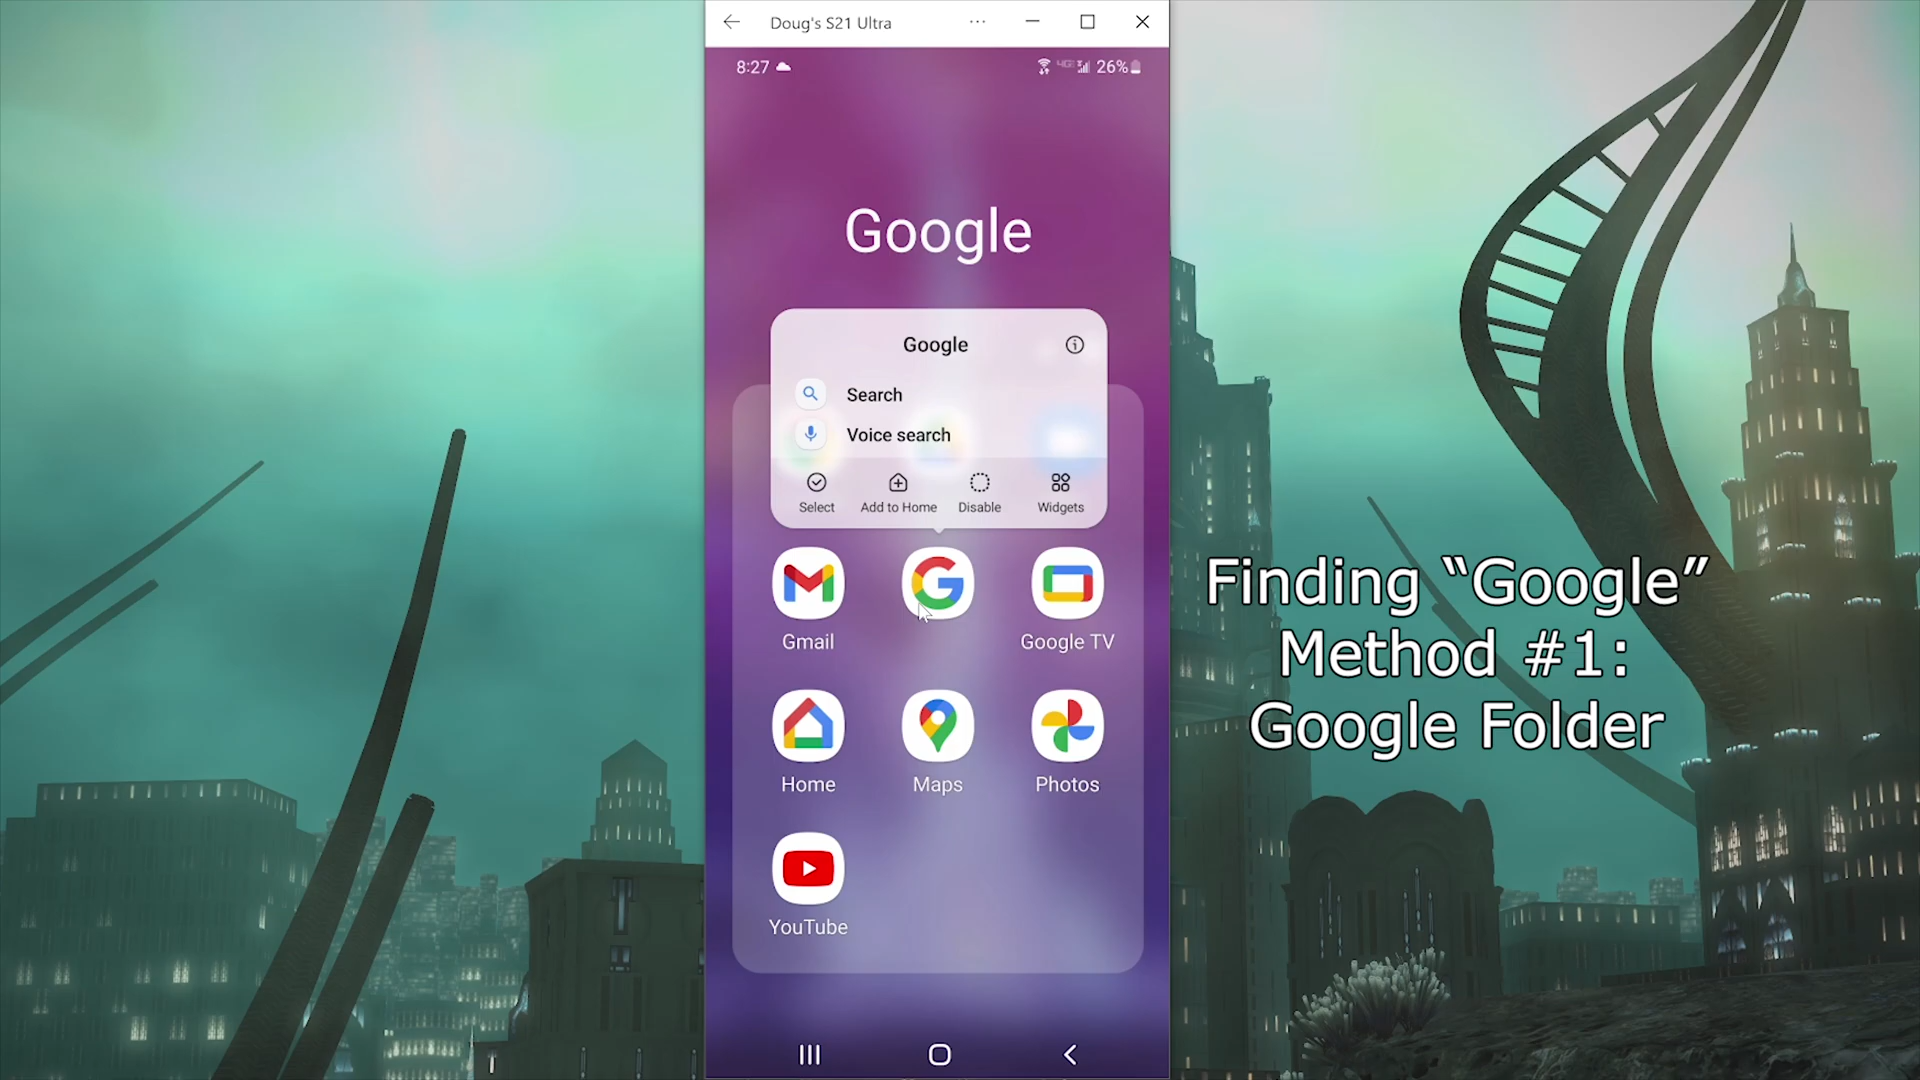 Doug's S21 Ultra
8:27
26%
Google
Google
Search
Voice search
Select
Add to Home
Disable
Widgets
Gmail
Google TV
Home
Maps
Photos
YouTube
Finding “Google”
Method #1:
Google Folder